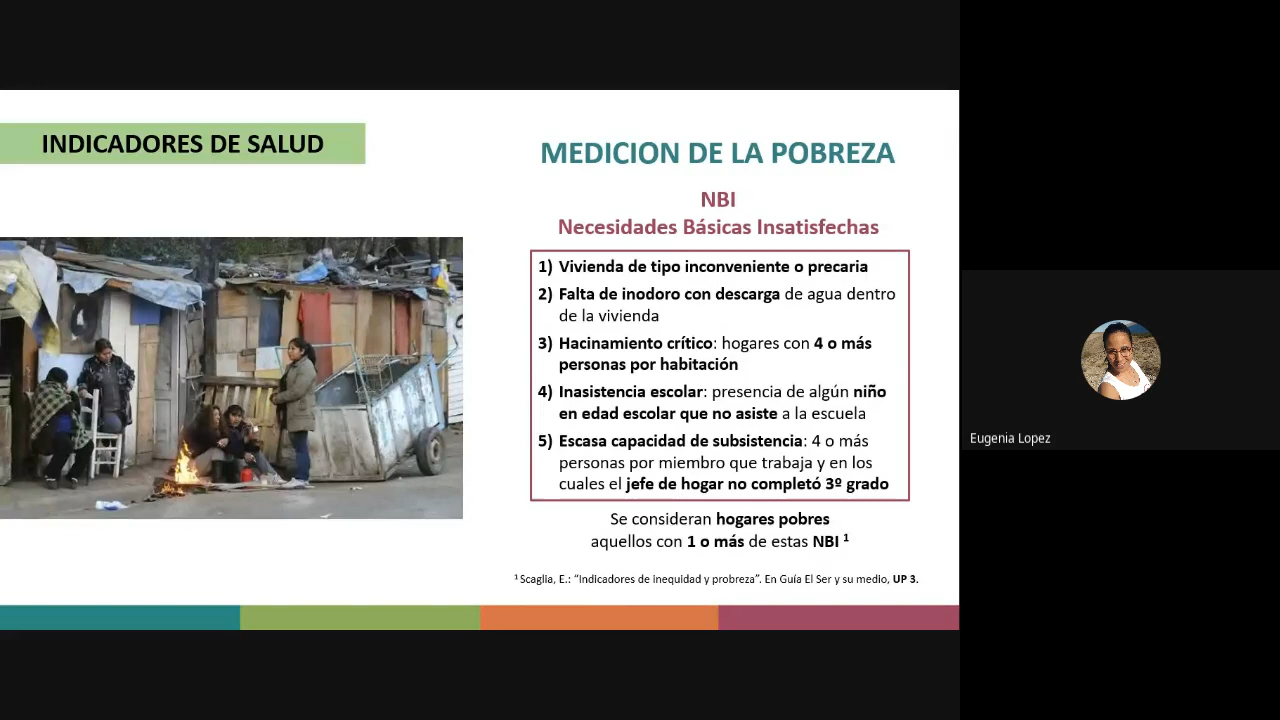 INDICADORES DE SALUD
MEDICION DE LA POBREZA
NBI
Necesidades Básicas Insatisfechas
1) Vivienda de tipo inconveniente o precaria
2) Falta de inodoro con descarga de agua dentro
de la vivienda
3) Hacinamiento crítico: hogares con 4 o más
personas por habitación
4) Inasistencia escolar: presencia de algún niño
en edad escolar que no asiste a la escuela
5) Escasa capacidad de subsistencia: 4 o más
personas por miembro que trabaja y en los
cuales el jefe de hogar no completó 3º grado
Se consideran hogares pobres
aquellos con 1 o más de estas NBI ¹
¹ Scaglia, E.: “Indicadores de inequidad y probreza”. En Guía El Ser y su medio, UP 3.
Eugenia Lopez